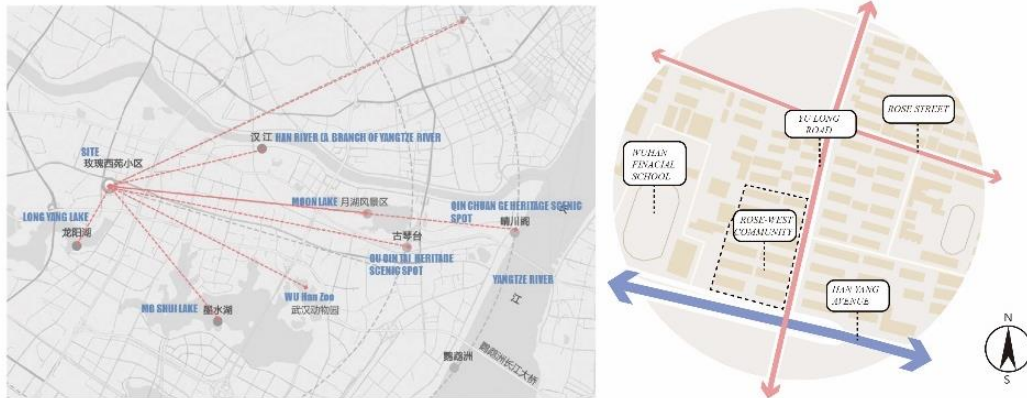 汉 江 HAN RIVER (A BRANCH OF YANGTZE RIVER
SITE
玫瑰西苑小区
MOON LAKE 月湖风景区
QIN CHUAN GE HERITAGE SCENIC
SPOT
晴川阁
LONG YANG LAKE
龙阳湖
古琴台
GU QIN TAI HERITAGE
SCENIC SPOT
YANGTZE RIVER
江
WU Han Zoo
武汉动物园
MO SHUI LAKE
墨水湖
鹦鹉洲
鹦鹉洲长江大桥
YU LONG
ROAD
ROSE STREET
WUHAN
FINACIAL
SCHOOL
ROSE-WEST
COMMUNITY
HAN YANG
AVENUE
N
S